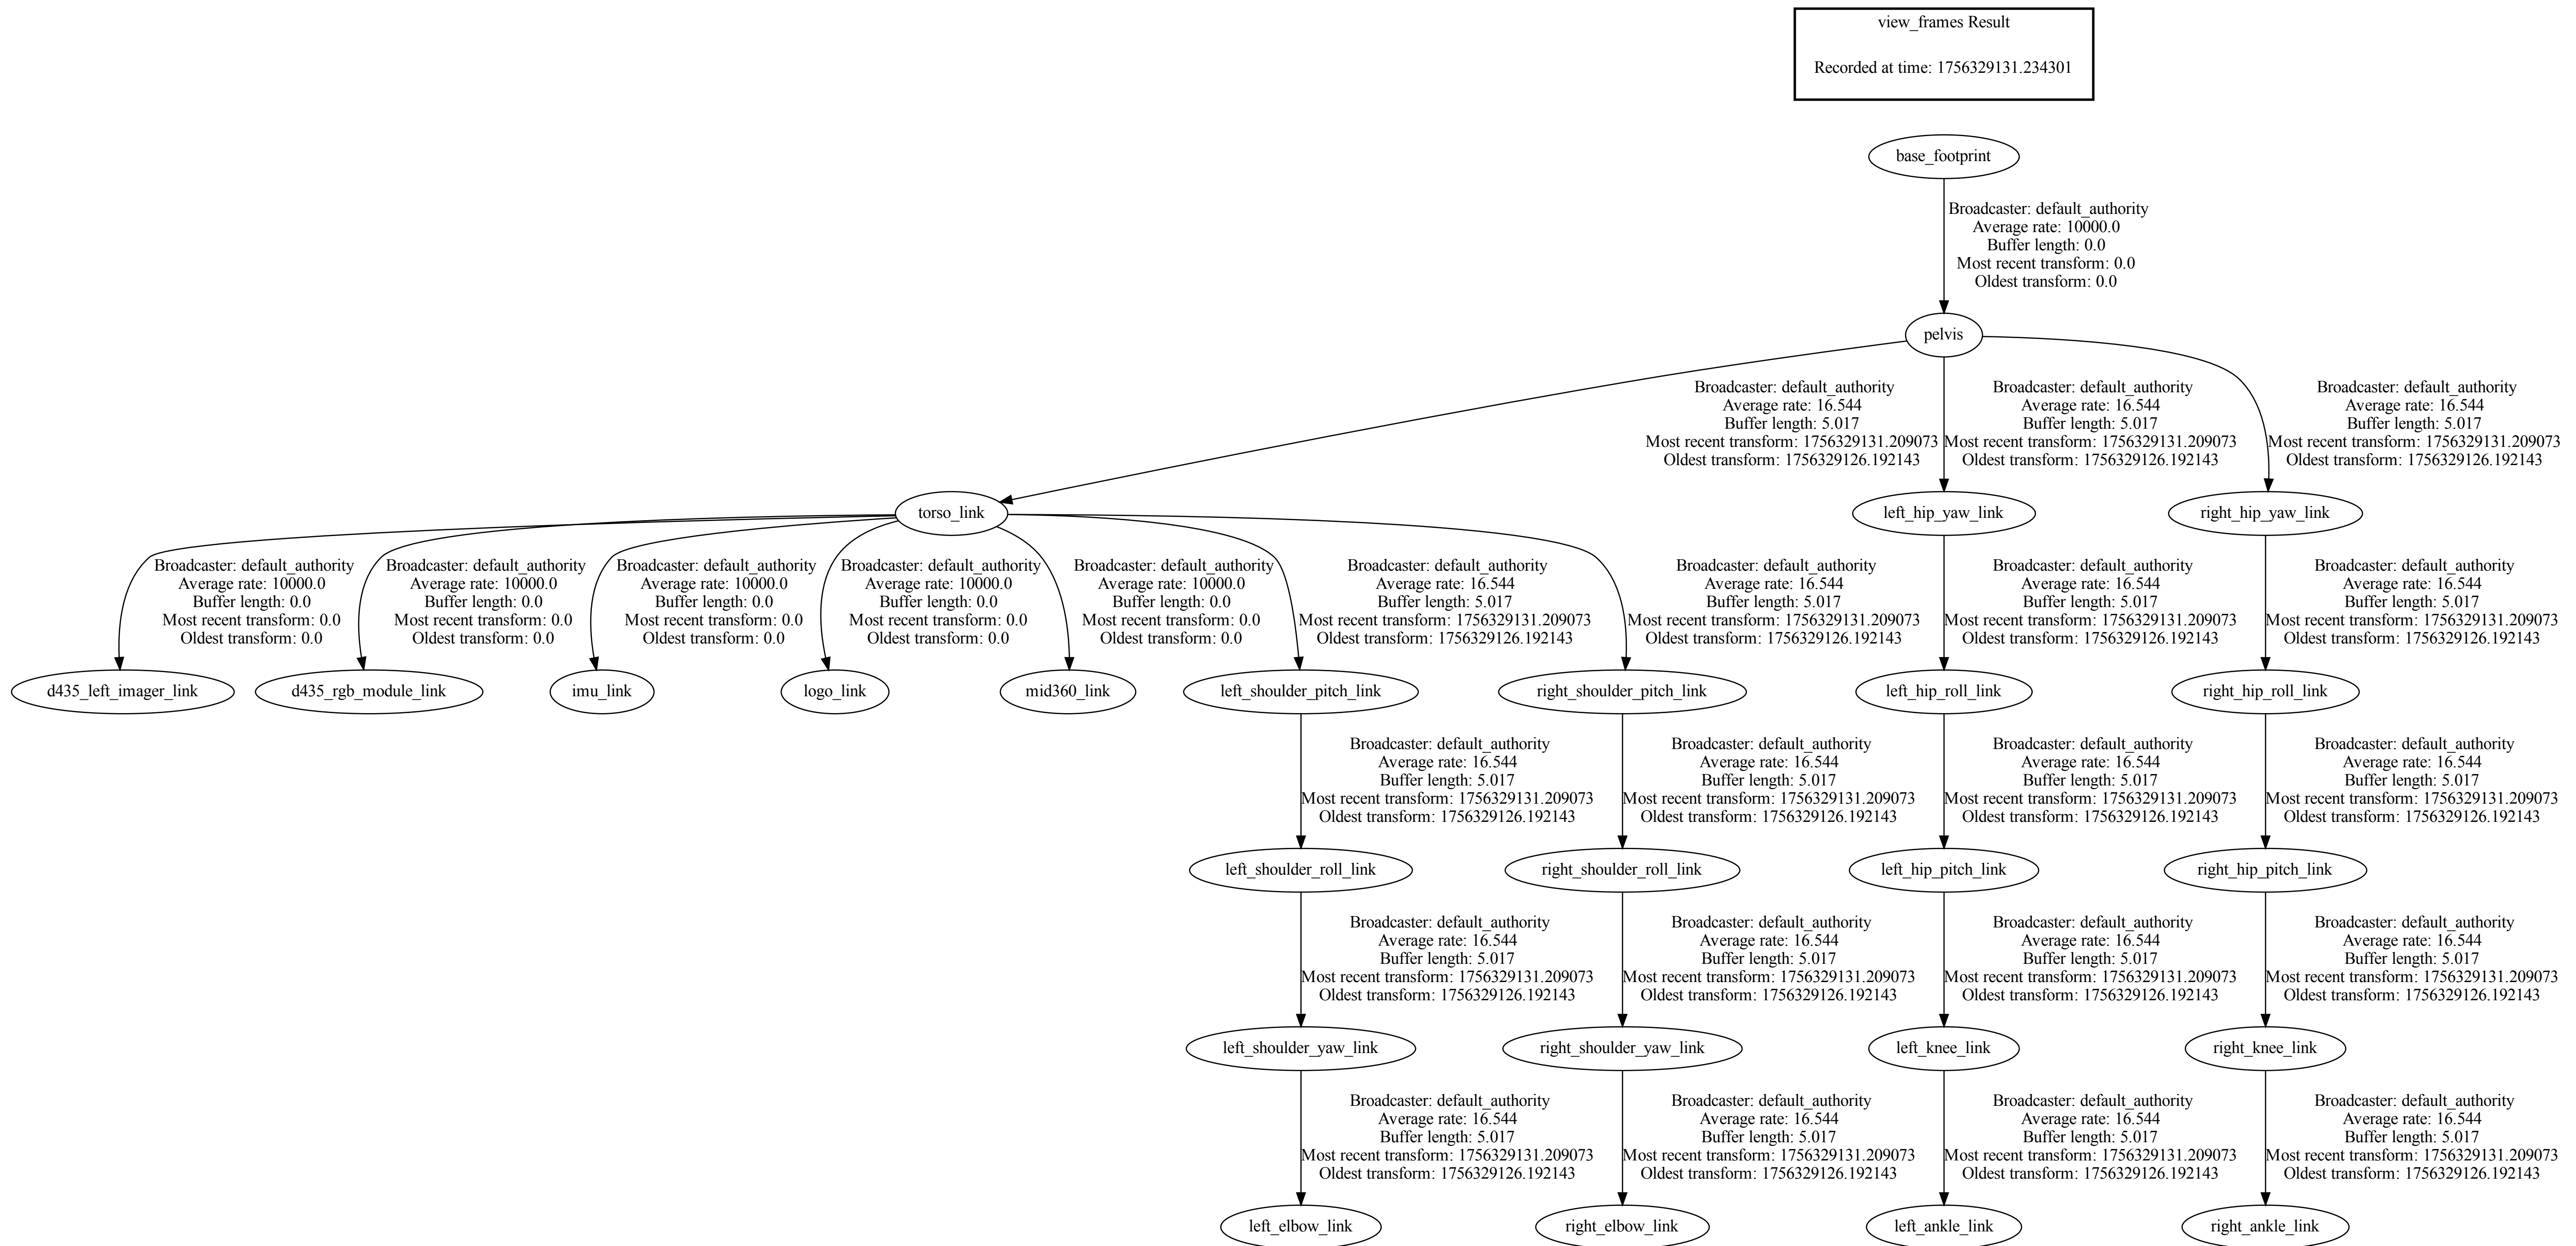 view_frames Result
Recorded at time: 1756329131.234301
base_footprint
Broadcaster: default_authority
Average rate: 10000.0
Buffer length: 0.0
Most recent transform: 0.0
Oldest transform: 0.0
pelvis
Broadcaster: default_authority
Average rate: 16.544
Buffer length: 5.017
Most recent transform: 1756329131.209073
Oldest transform: 1756329126.192143
Broadcaster: default_authority
Average rate: 16.544
Buffer length: 5.017
Most recent transform: 1756329131.209073
Oldest transform: 1756329126.192143
Broadcaster: default_authority
Average rate: 16.544
Buffer length: 5.017
Most recent transform: 1756329131.209073
Oldest transform: 1756329126.192143
torso_link
left_hip_yaw_link
right_hip_yaw_link
Broadcaster: default_authority
Average rate: 10000.0
Buffer length: 0.0
Most recent transform: 0.0
Oldest transform: 0.0
Broadcaster: default_authority
Average rate: 10000.0
Buffer length: 0.0
Most recent transform: 0.0
Oldest transform: 0.0
Broadcaster: default_authority
Average rate: 10000.0
Buffer length: 0.0
Most recent transform: 0.0
Oldest transform: 0.0
Broadcaster: default_authority
Average rate: 10000.0
Buffer length: 0.0
Most recent transform: 0.0
Oldest transform: 0.0
Broadcaster: default_authority
Average rate: 10000.0
Buffer length: 0.0
Most recent transform: 0.0
Oldest transform: 0.0
Broadcaster: default_authority
Average rate: 16.544
Buffer length: 5.017
Most recent transform: 1756329131.209073
Oldest transform: 1756329126.192143
Broadcaster: default_authority
Average rate: 16.544
Buffer length: 5.017
Most recent transform: 1756329131.209073
Oldest transform: 1756329126.192143
Broadcaster: default_authority
Average rate: 16.544
Buffer length: 5.017
Most recent transform: 1756329131.209073
Oldest transform: 1756329126.192143
Broadcaster: default_authority
Average rate: 16.544
Buffer length: 5.017
Most recent transform: 1756329131.209073
Oldest transform: 1756329126.192143
d435_left_imager_link
d435_rgb_module_link
imu_link
logo_link
mid360_link
left_shoulder_pitch_link
right_shoulder_pitch_link
left_hip_roll_link
right_hip_roll_link
Broadcaster: default_authority
Average rate: 16.544
Buffer length: 5.017
Most recent transform: 1756329131.209073
Oldest transform: 1756329126.192143
Broadcaster: default_authority
Average rate: 16.544
Buffer length: 5.017
Most recent transform: 1756329131.209073
Oldest transform: 1756329126.192143
Broadcaster: default_authority
Average rate: 16.544
Buffer length: 5.017
Most recent transform: 1756329131.209073
Oldest transform: 1756329126.192143
Broadcaster: default_authority
Average rate: 16.544
Buffer length: 5.017
Most recent transform: 1756329131.209073
Oldest transform: 1756329126.192143
left_shoulder_roll_link
right_shoulder_roll_link
left_hip_pitch_link
right_hip_pitch_link
Broadcaster: default_authority
Average rate: 16.544
Buffer length: 5.017
Most recent transform: 1756329131.209073
Oldest transform: 1756329126.192143
Broadcaster: default_authority
Average rate: 16.544
Buffer length: 5.017
Most recent transform: 1756329131.209073
Oldest transform: 1756329126.192143
Broadcaster: default_authority
Average rate: 16.544
Buffer length: 5.017
Most recent transform: 1756329131.209073
Oldest transform: 1756329126.192143
Broadcaster: default_authority
Average rate: 16.544
Buffer length: 5.017
Most recent transform: 1756329131.209073
Oldest transform: 1756329126.192143
left_shoulder_yaw_link
right_shoulder_yaw_link
left_knee_link
right_knee_link
Broadcaster: default_authority
Average rate: 16.544
Buffer length: 5.017
Most recent transform: 1756329131.209073
Oldest transform: 1756329126.192143
Broadcaster: default_authority
Average rate: 16.544
Buffer length: 5.017
Most recent transform: 1756329131.209073
Oldest transform: 1756329126.192143
Broadcaster: default_authority
Average rate: 16.544
Buffer length: 5.017
Most recent transform: 1756329131.209073
Oldest transform: 1756329126.192143
Broadcaster: default_authority
Average rate: 16.544
Buffer length: 5.017
Most recent transform: 1756329131.209073
Oldest transform: 1756329126.192143
left_elbow_link
right_elbow_link
left_ankle_link
right_ankle_link